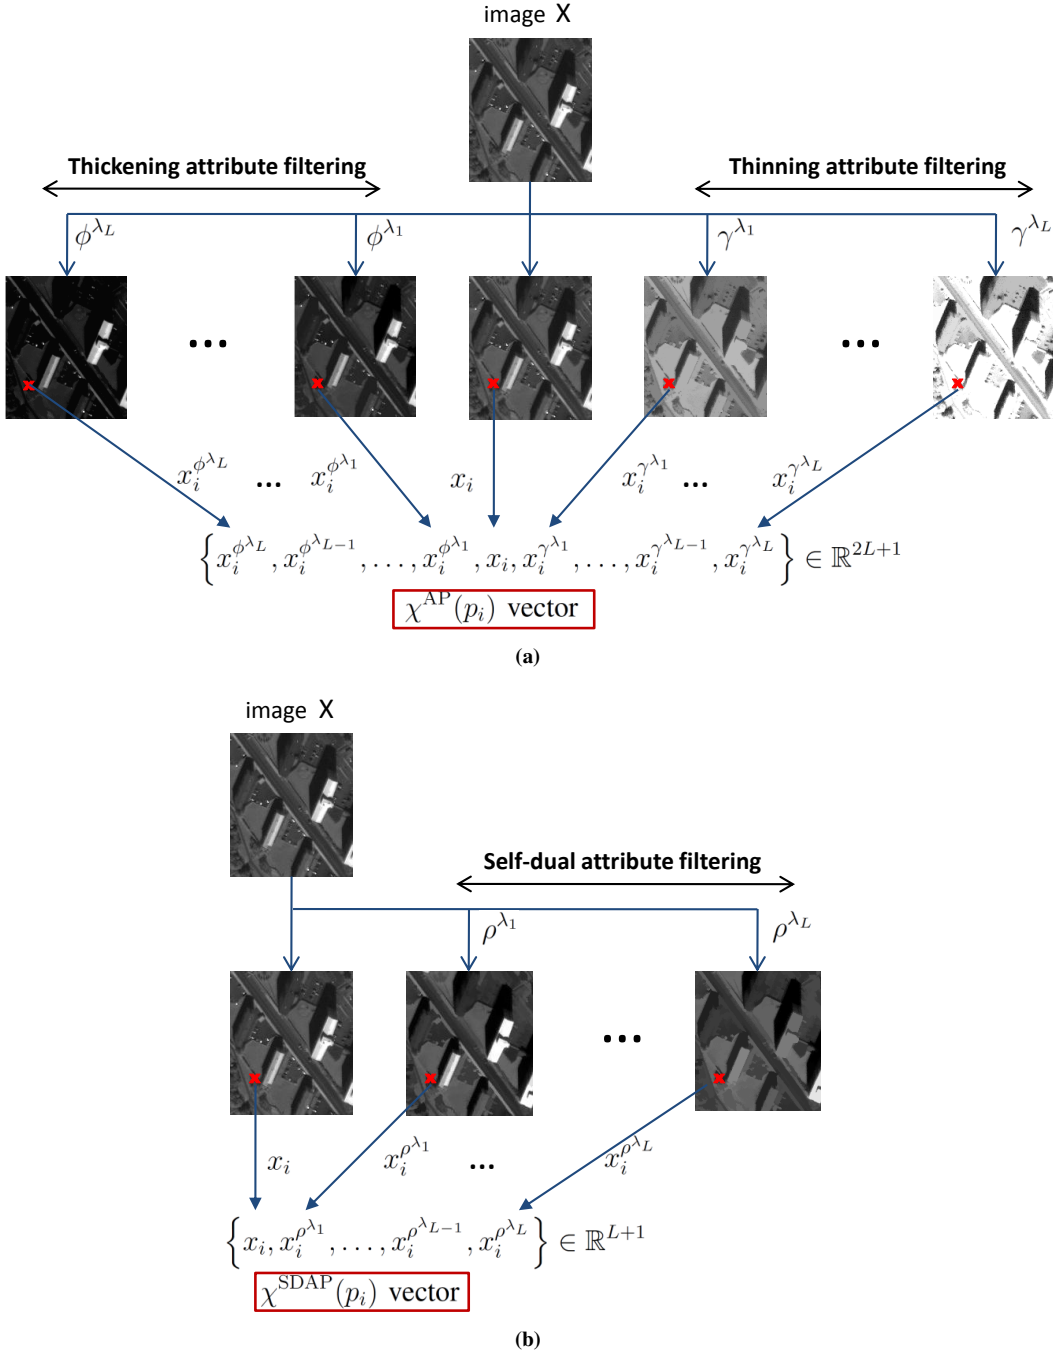 image X
Thickening attribute filtering
Thinning attribute filtering
ϕ^{λ_L}
ϕ^{λ_1}
γ^{λ_1}
γ^{λ_L}
...
...
x_i^{ϕ^{λ_L}} ... x_i^{ϕ^{λ_1}} x_i x_i^{γ^{λ_1}} ... x_i^{γ^{λ_L}}
{x_i^{ϕ^{λ_L}}, x_i^{ϕ^{λ_{L-1}}}, ..., x_i^{ϕ^{λ_1}}, x_i, x_i^{γ^{λ_1}}, ..., x_i^{γ^{λ_{L-1}}}, x_i^{γ^{λ_L}}} ∈ ℝ^{2L+1}
χ^{AP}(p_i) vector
(a)
image X
Self-dual attribute filtering
ρ^{λ_1}
ρ^{λ_L}
...
x_i x_i^{ρ^{λ_1}} ... x_i^{ρ^{λ_L}}
{x_i, x_i^{ρ^{λ_1}}, ..., x_i^{ρ^{λ_{L-1}}}, x_i^{ρ^{λ_L}}} ∈ ℝ^{L+1}
χ^{SDAP}(p_i) vector
(b)